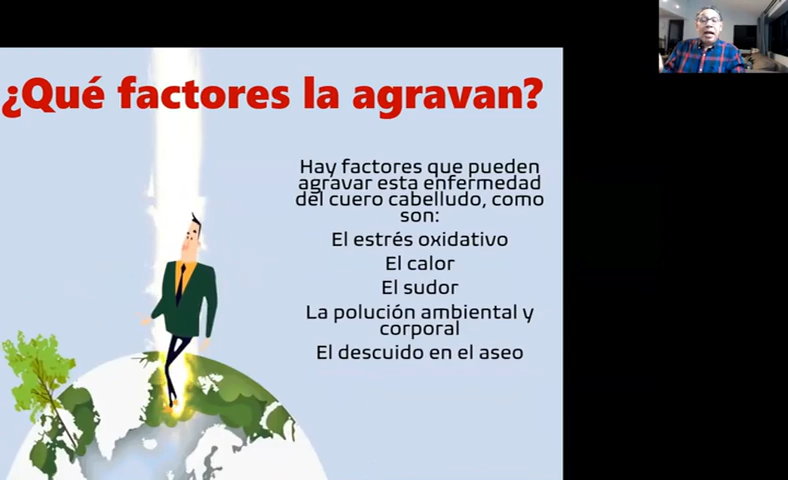 ¿Qué factores la agravan?
Hay factores que pueden
agravar esta enfermedad
del cuero cabelludo, como
son:
El estrés oxidativo
El calor
El sudor
La polución ambiental y
corporal
El descuido en el aseo